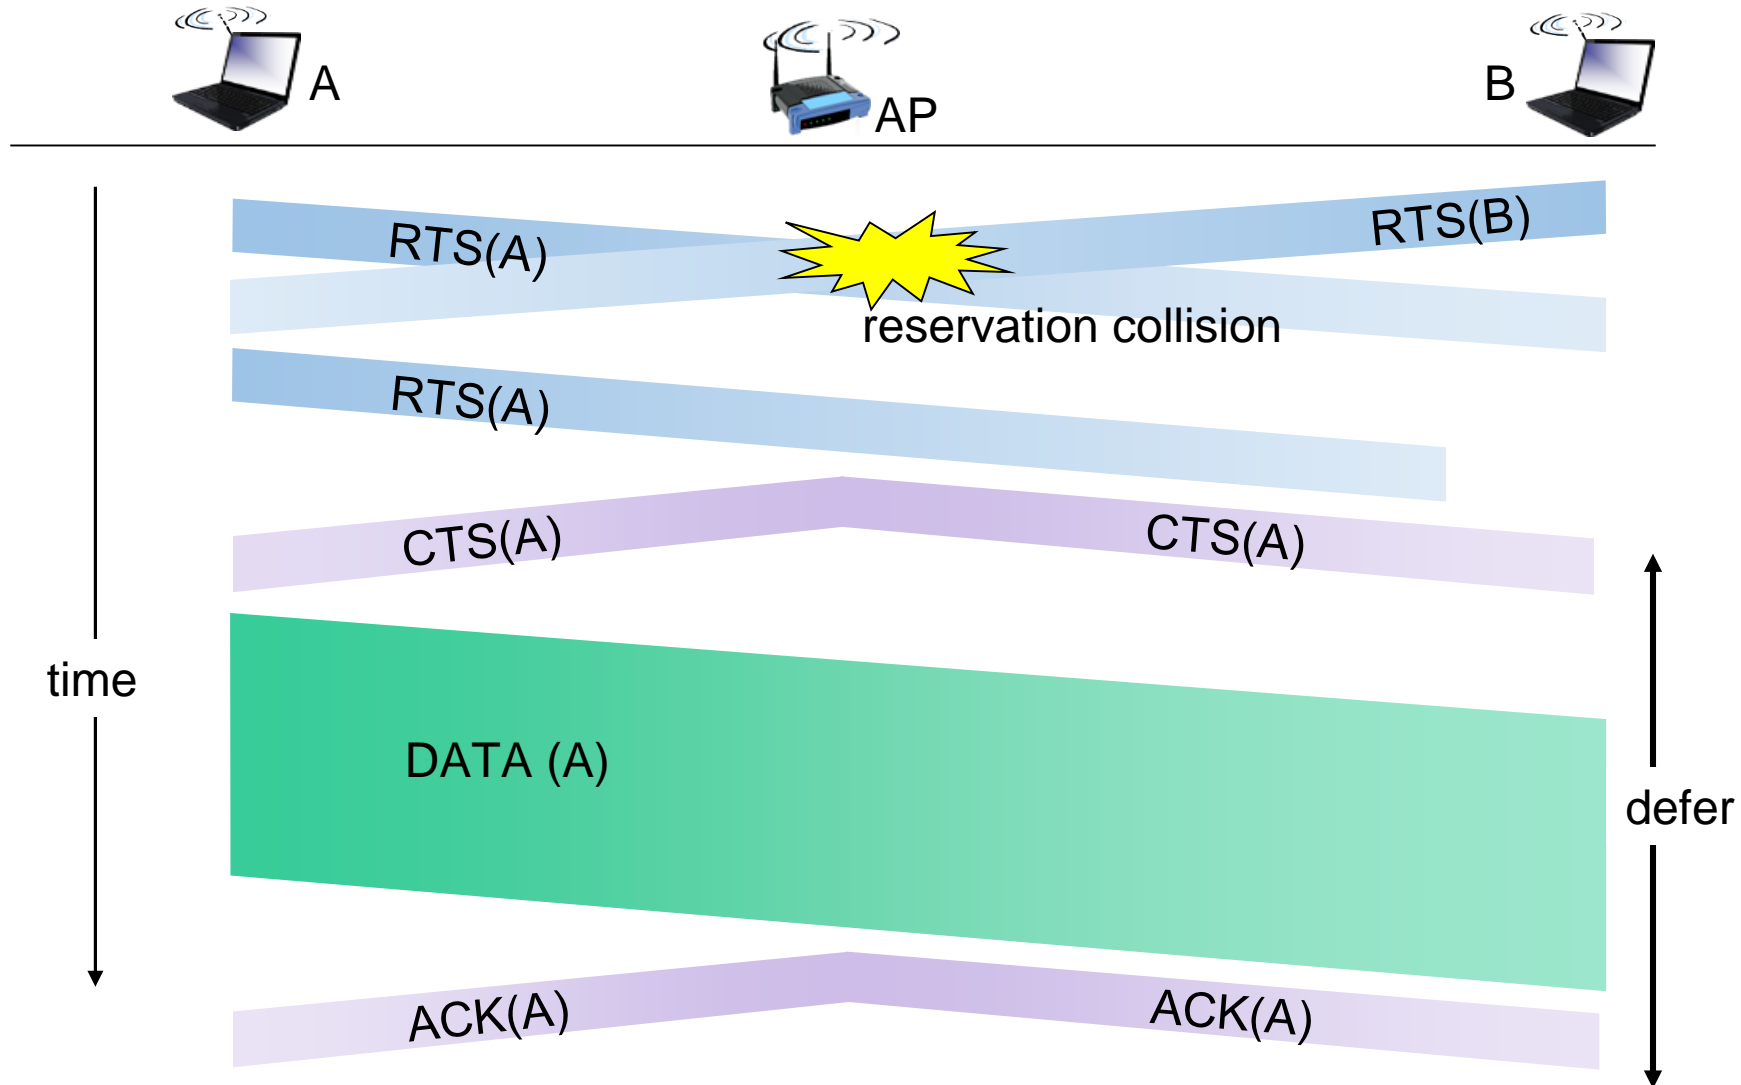 A
AP
B
RTS(A)
RTS(B)
reservation collision
RTS(A)
CTS(A)
CTS(A)
time
DATA (A)
defer
ACK(A)
ACK(A)